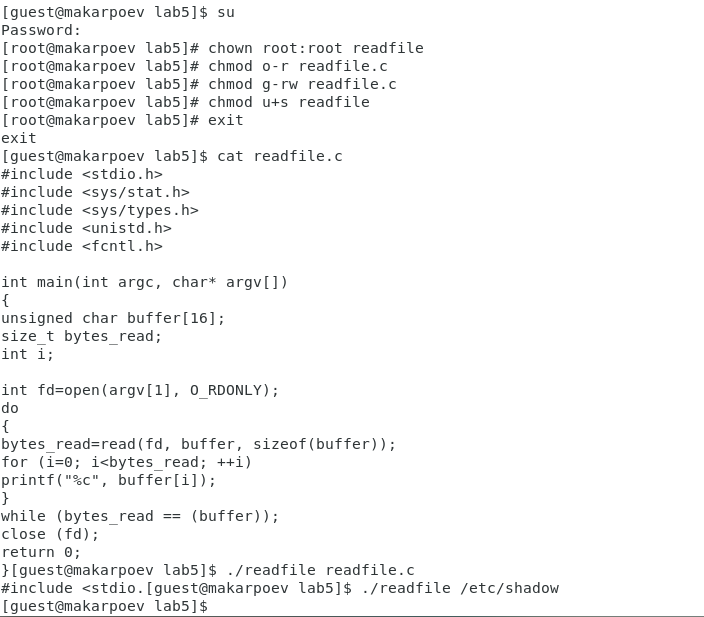 [guest@makarpoev lab5]$ su
Password:
[root@makarpoev lab5]# chown root:root readfile
[root@makarpoev lab5]# chmod o-r readfile.c
[root@makarpoev lab5]# chmod g-rw readfile.c
[root@makarpoev lab5]# chmod u+s readfile
[root@makarpoev lab5]# exit
exit
[guest@makarpoev lab5]$ cat readfile.c
#include <stdio.h>
#include <sys/stat.h>
#include <sys/types.h>
#include <unistd.h>
#include <fcntl.h>

int main(int argc, char* argv[])
{
unsigned char buffer[16];
size_t bytes_read;
int i;

int fd=open(argv[1], O_RDONLY);
do
{
bytes_read=read(fd, buffer, sizeof(buffer));
for (i=0; i<bytes_read; ++i)
printf("%c", buffer[i]);
}
while (bytes_read == (buffer));
close (fd);
return 0;
}[guest@makarpoev lab5]$ ./readfile readfile.c
#include <stdio.[guest@makarpoev lab5]$ ./readfile /etc/shadow
[guest@makarpoev lab5]$